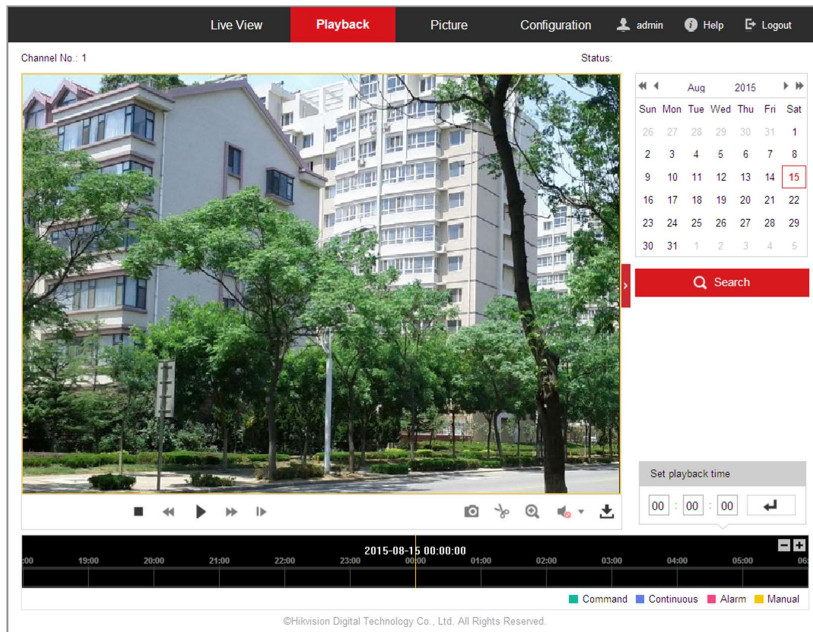 Live View Playback Picture Configuration admin Help Logout
Channel No.: 1 Status:
Aug 2015
Sun Mon Tue Wed Thu Fri Sat
26 27 28 29 30 31 1
2 3 4 5 6 7 8
9 10 11 12 13 14 15
16 17 18 19 20 21 22
23 24 25 26 27 28 29
30 31 1 2 3 4 5
Search
Set playback time
00 : 00 : 00
2015-08-15 00:00:00
:00 19:00 20:00 21:00 22:00 23:00 00:00 01:00 02:00 03:00 04:00 05:00 06:
Command Continuous Alarm Manual
©Hikvision Digital Technology Co., Ltd. All Rights Reserved.